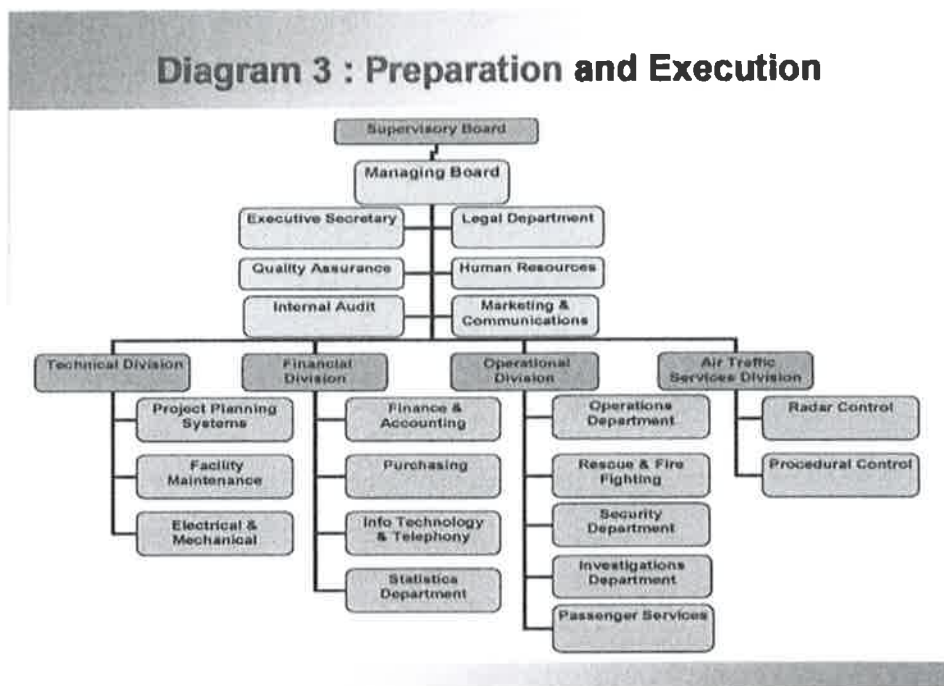 Diagram 3 : Preparation and Execution
Supervisory Board
Managing Board
Executive Secretary
Legal Department
Quality Assurance
Human Resources
Internal Audit
Marketing &
Communications
Technical Division
Financial
Division
Operational
Division
Air Traffic
Services Division
Project Planning
Systems
Facility
Maintenance
Electrical &
Mechanical
Finance &
Accounting
Purchasing
Info Technology
& Telephony
Statistics
Department
Operations
Department
Rescue & Fire
Fighting
Security
Department
Investigations
Department
Passenger Services
Radar Control
Procedural Control